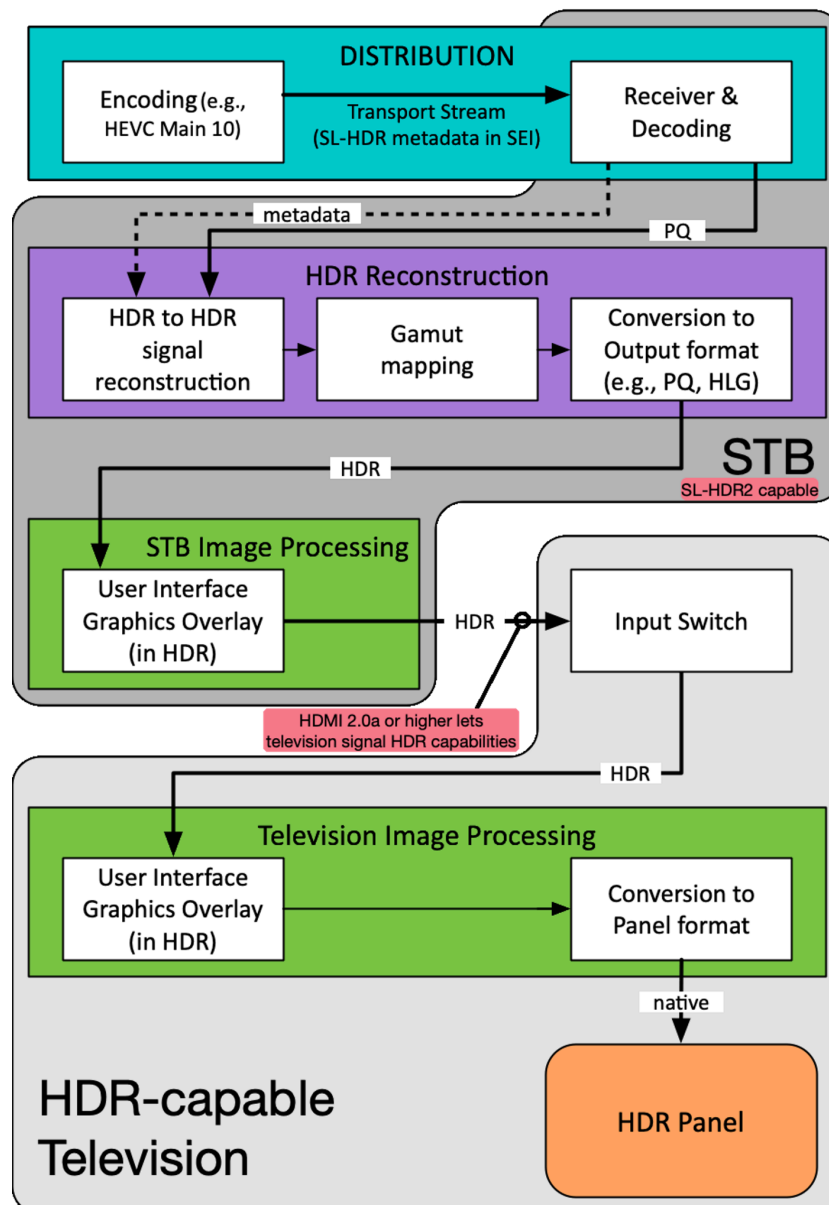 DISTRIBUTION
Encoding (e.g.,
HEVC Main 10)
Transport Stream
(SL-HDR metadata in SEI)
Receiver &
Decoding
metadata
PQ
HDR Reconstruction
HDR to HDR
signal
reconstruction
Gamut
mapping
Conversion to
Output format
(e.g., PQ, HLG)
HDR
STB
SL-HDR2 capable
STB Image Processing
User Interface
Graphics Overlay
(in HDR)
HDR
Input Switch
HDMI 2.0a or higher lets
television signal HDR capabilities
HDR
Television Image Processing
User Interface
Graphics Overlay
(in HDR)
Conversion to
Panel format
native
HDR-capable
Television
HDR Panel